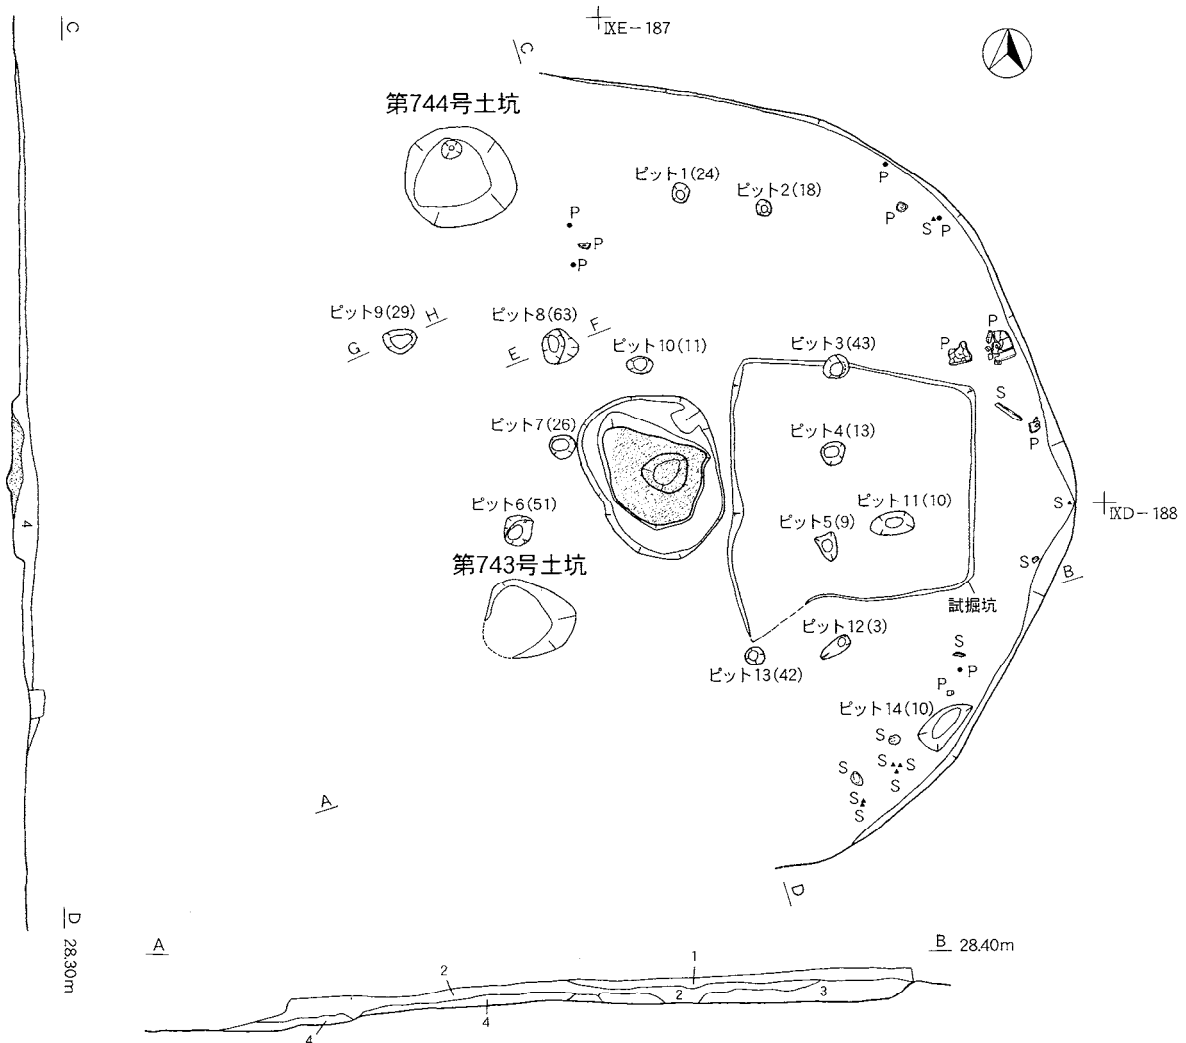 C
ⅨE－187
C
第744号土坑
ピット1(24)
ピット2(18)
P
P
S P
P
P
P
ピット9(29)
H
G
ピット8(63)
F
E
ピット10(11)
ピット3(43)
P
P
S
P
ピット7(26)
ピット4(13)
ピット6(51)
ピット11(10)
ピット5(9)
S
ⅨD－188
S
B
第743号土坑
試掘坑
ピット12(3)
ピット13(42)
S
P
P
ピット14(10)
S
S S
S
S
S
S
A
D
4
D 28.30m
A
B 28.40m
1
2
2
3
4
4